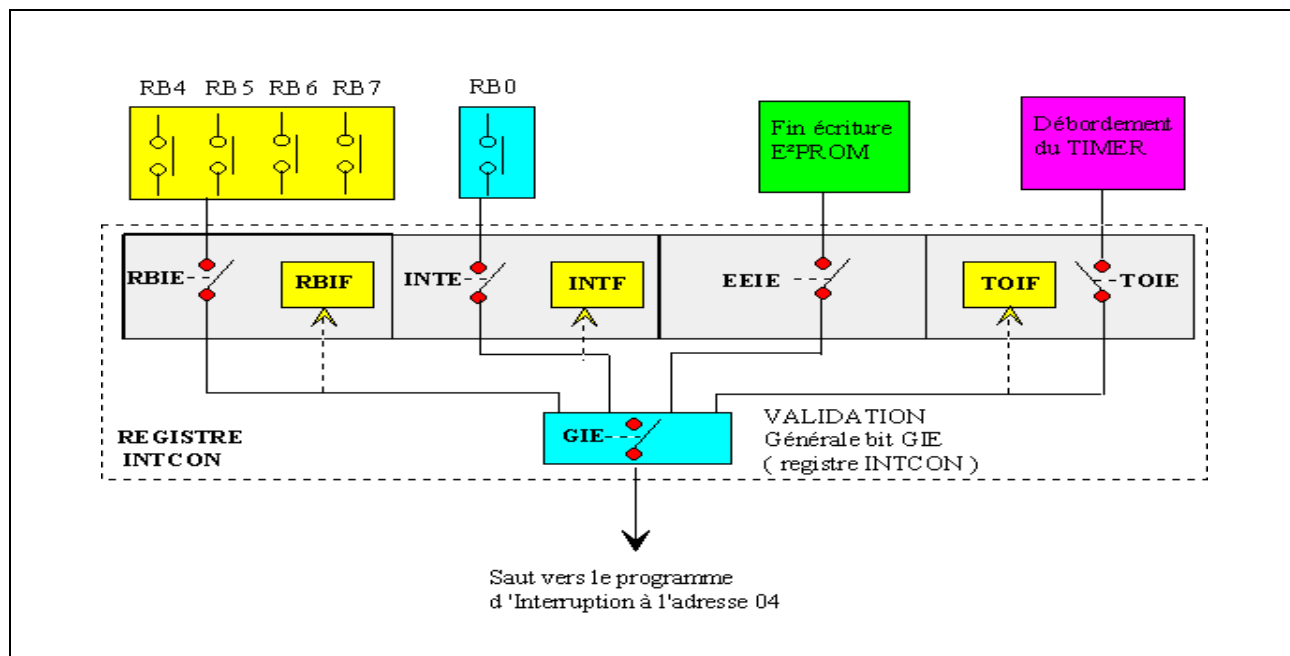 RB4 RB5 RB6 RB7
RB0
Fin écriture
E²PROM
Débordement
du TIMER
RBIE
RBIF
INTE
INTF
EEIE
TOIF
TOIE
REGISTRE
INTCON
GIE
VALIDATION
Générale bit GIE
( registre INTCON )
Saut vers le programme
d 'Interruption à l'adresse 04